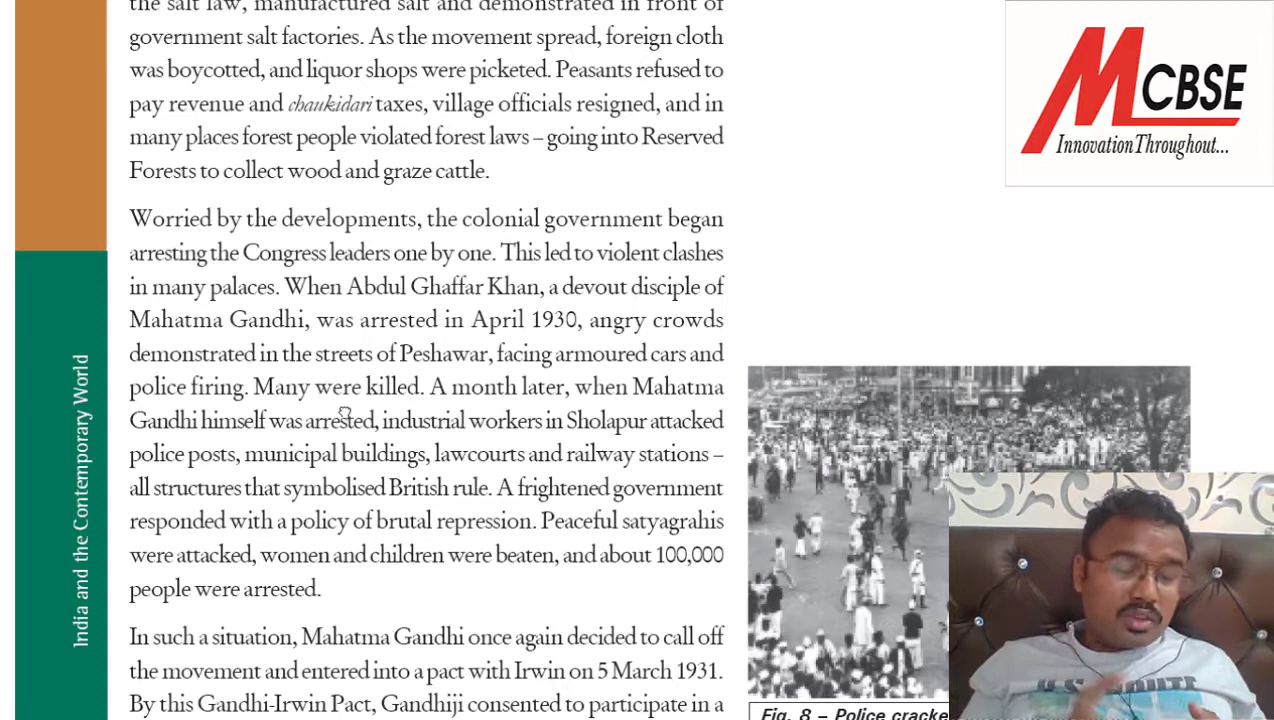 the salt law, manufactured salt and demonstrated in front of
government salt factories. As the movement spread, foreign cloth
was boycotted, and liquor shops were picketed. Peasants refused to
pay revenue and chaukidari taxes, village officials resigned, and in
many places forest people violated forest laws – going into Reserved
Forests to collect wood and graze cattle.
Worried by the developments, the colonial government began
arresting the Congress leaders one by one. This led to violent clashes
in many palaces. When Abdul Ghaffar Khan, a devout disciple of
Mahatma Gandhi, was arrested in April 1930, angry crowds
demonstrated in the streets of Peshawar, facing armoured cars and
police firing. Many were killed. A month later, when Mahatma
Gandhi himself was arrested, industrial workers in Sholapur attacked
police posts, municipal buildings, lawcourts and railway stations –
all structures that symbolised British rule. A frightened government
responded with a policy of brutal repression. Peaceful satyagrahis
were attacked, women and children were beaten, and about 100,000
people were arrested.
In such a situation, Mahatma Gandhi once again decided to call off
the movement and entered into a pact with Irwin on 5 March 1931.
By this Gandhi-Irwin Pact, Gandhiji consented to participate in a
India and the Contemporary World
MCBSE
Innovation Throughout...
Fig. 8 – Police cracke